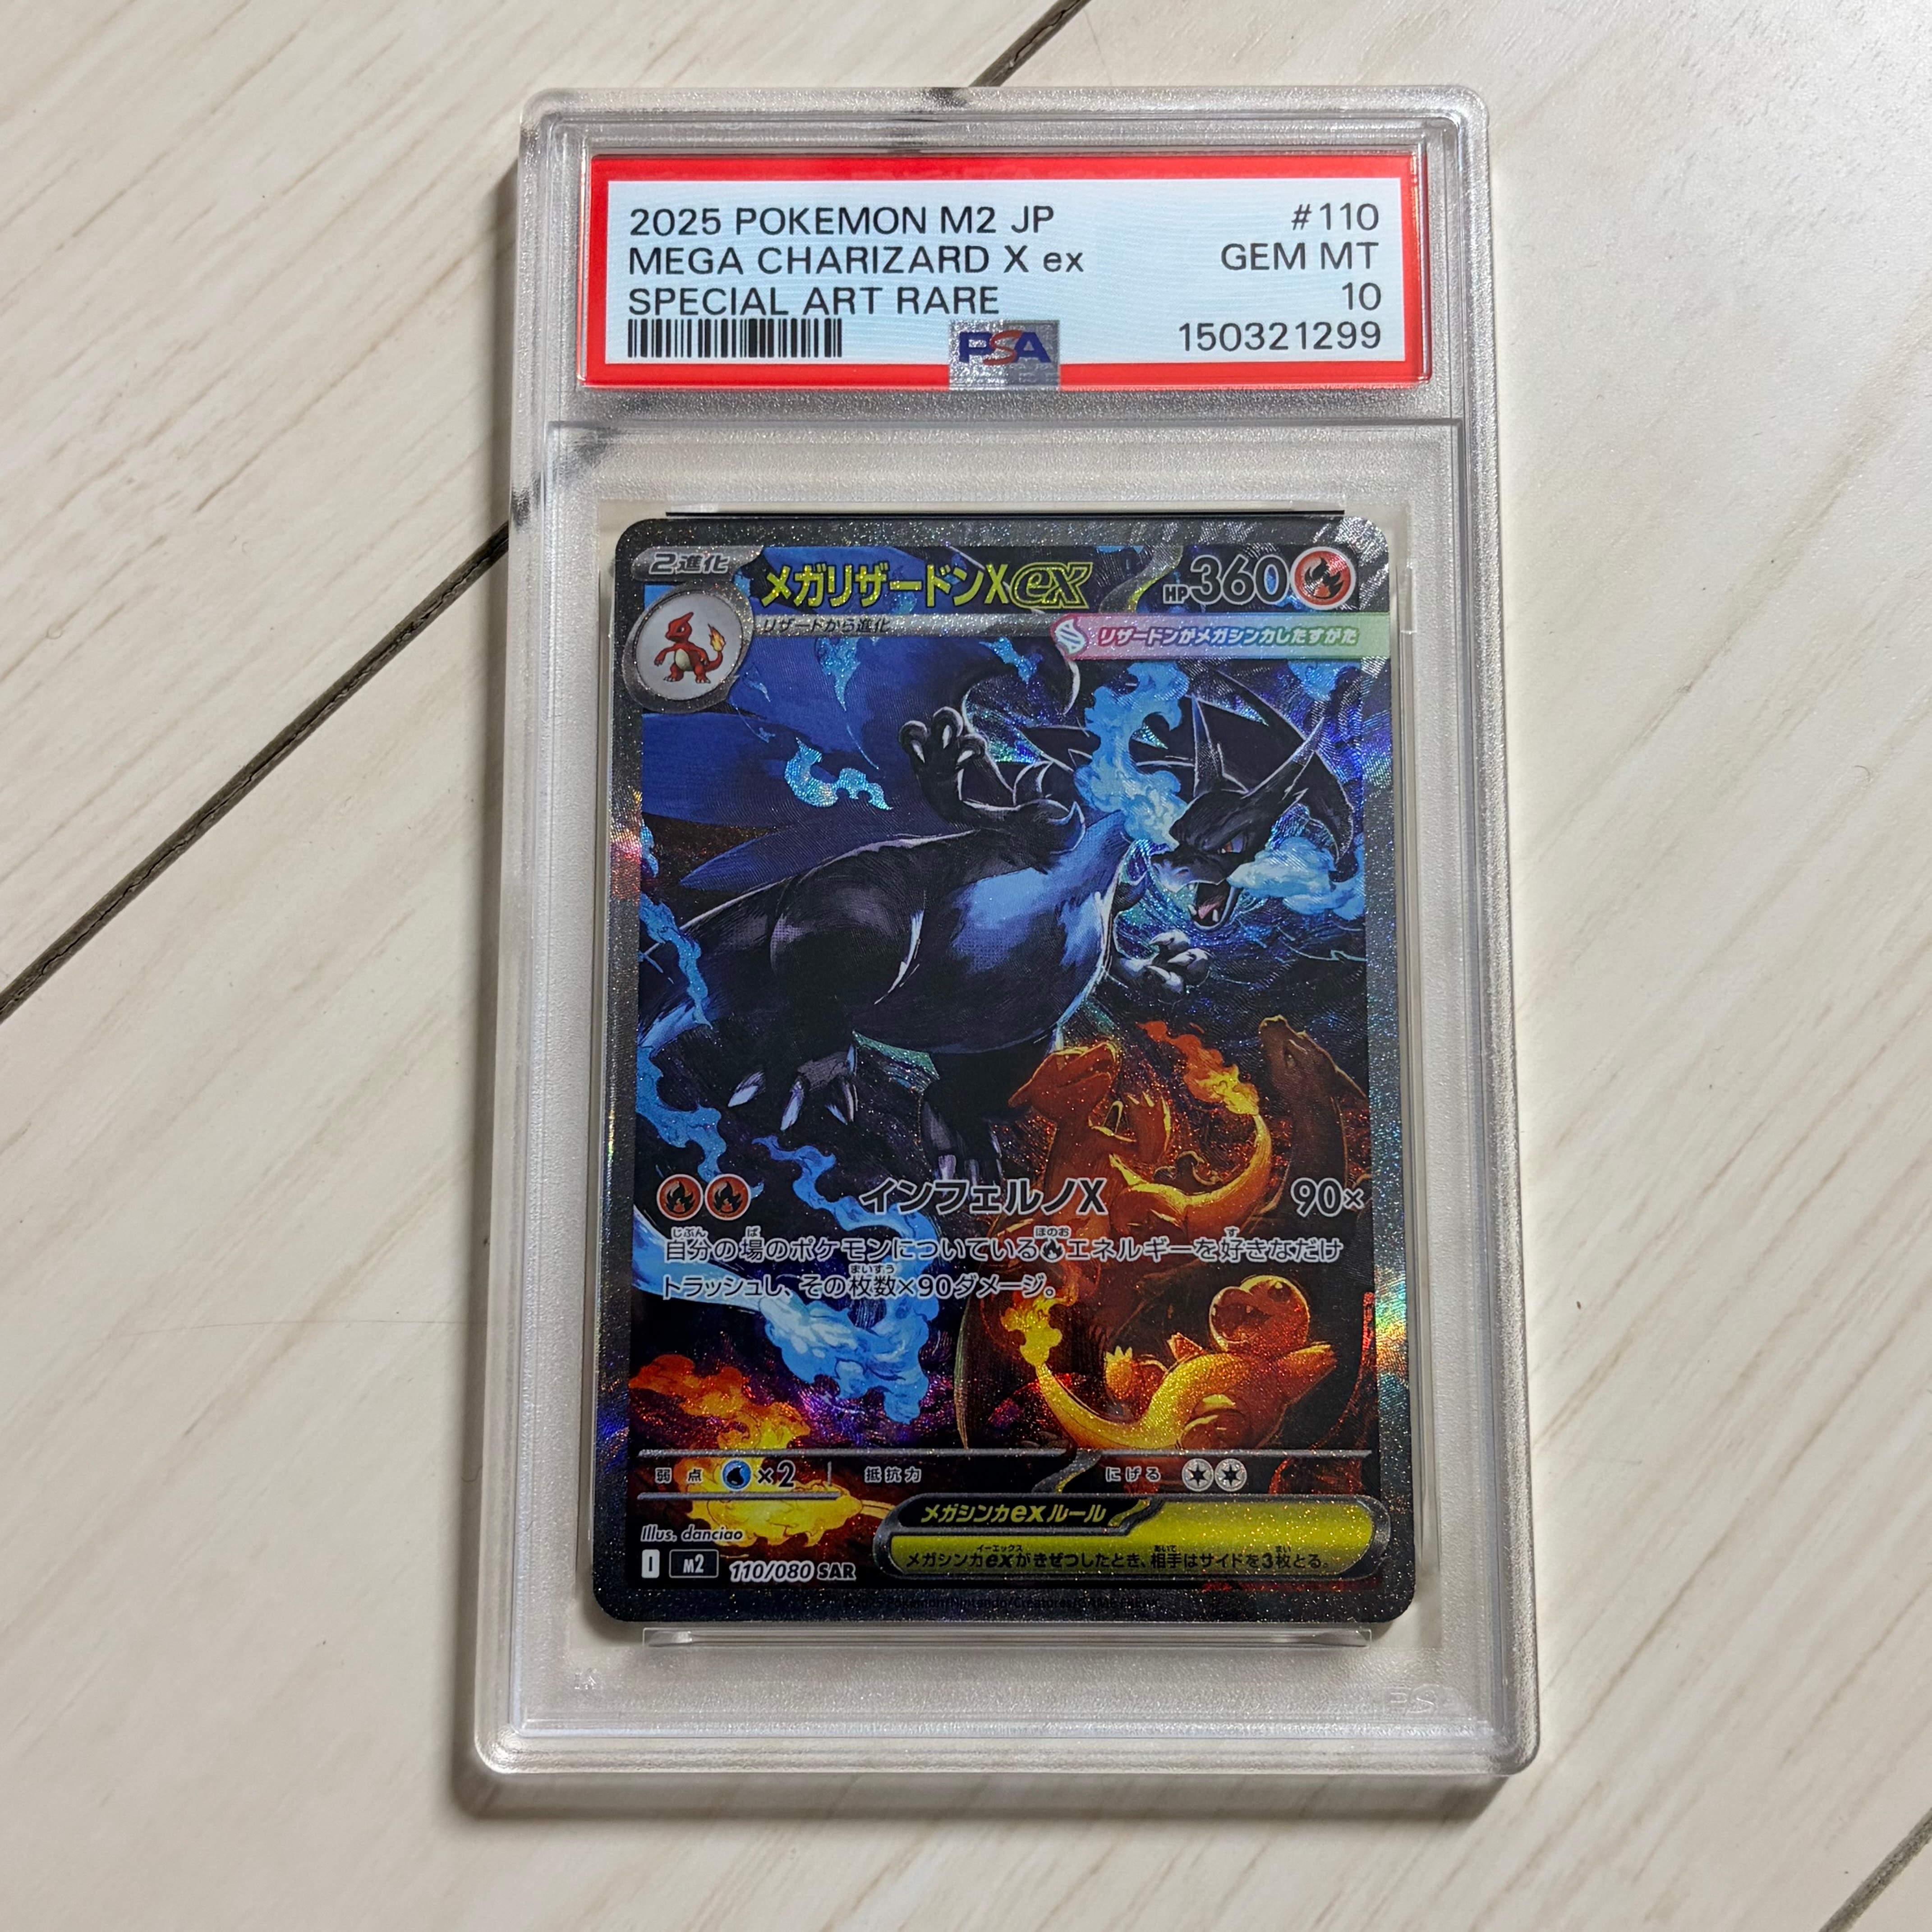 2025 POKEMON M2 JP #110
MEGA CHARIZARD X ex GEM MT
SPECIAL ART RARE 10
PSA 150321299
2進化 メガリザードンXex HP360
リザードから進化
リザードンがメガシンカしたすがた
インフェルノX 90×
自分の場のポケモンについているエネルギーを好きなだけ
トラッシュし、その枚数×90ダメージ。
弱点 ×2 抵抗力 にげる
メガシンカexルール
メガシンカexがきぜつしたとき、相手はサイドを3枚とる。
Illus. danciao
I M2 110/080 SAR
©2025 Pokémon/Nintendo/Creatures/GAME FREAK
PSA